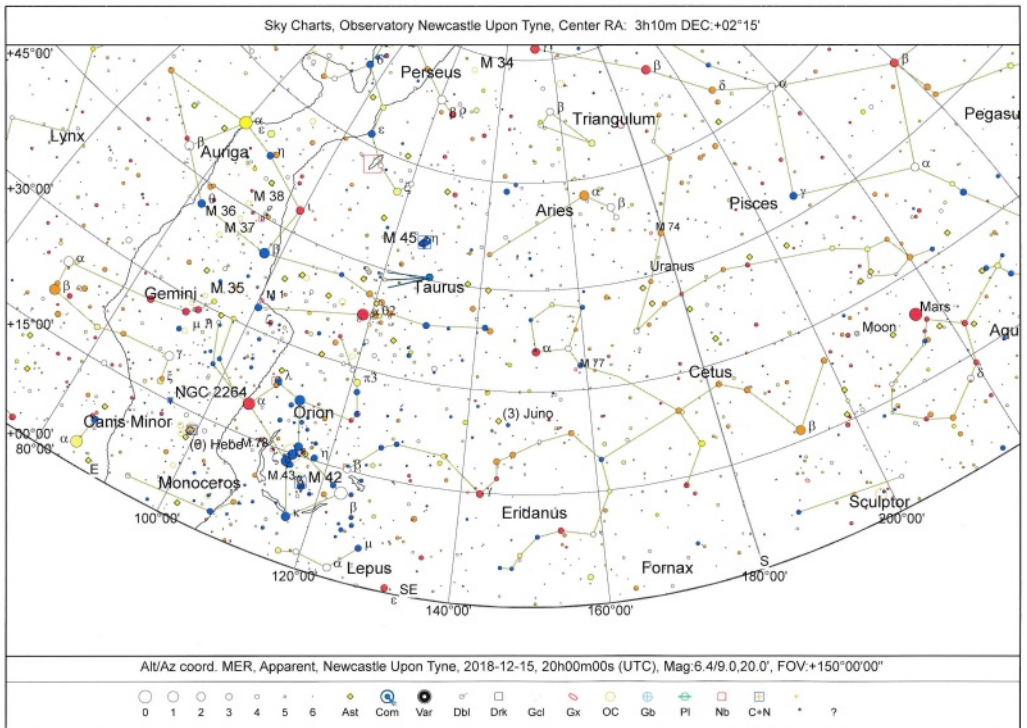 Sky Charts, Observatory Newcastle Upon Tyne, Center RA: 3h10m DEC:+02°15'
+45°00'
Perseus
M 34
β
δ
α
β
Pegasu
Lynx
α
ε
β
Auriga
η
ε
β
Triangulum
α
+30°00'
θ
M 38
M 36
M 37
ι
ζ
Aries
α
β
Pisces
γ
M 74
β
M 45
η
Uranus
α
β
Gemini
M 35
M 1
Taurus
Mars
Moon
Aqu
+15°00'
μ
η
α
θ2
γ
ξ
α
M 77
Cetus
δ
NGC 2264
α
λ
π3
Orion
(3) Juno
Canis Minor
α
(6) Hebe
M 78
η
β
β
+00°00'
80°00'
E
M 43
M 42
γ
Monoceros
κ
β
Eridanus
Sculptor
100°00'
200°00'
μ
α
Lepus
Fornax
S
120°00'
180°00'
SE
ε
140°00'
160°00'
Alt/Az coord. MER, Apparent, Newcastle Upon Tyne, 2018-12-15, 20h00m00s (UTC), Mag:6.4/9.0,20.0', FOV:+150°00'00"
0 1 2 3 4 5 6 Ast Com Var Dbl Drk Gcl Gx OC Gb Pl Nb C+N * ?